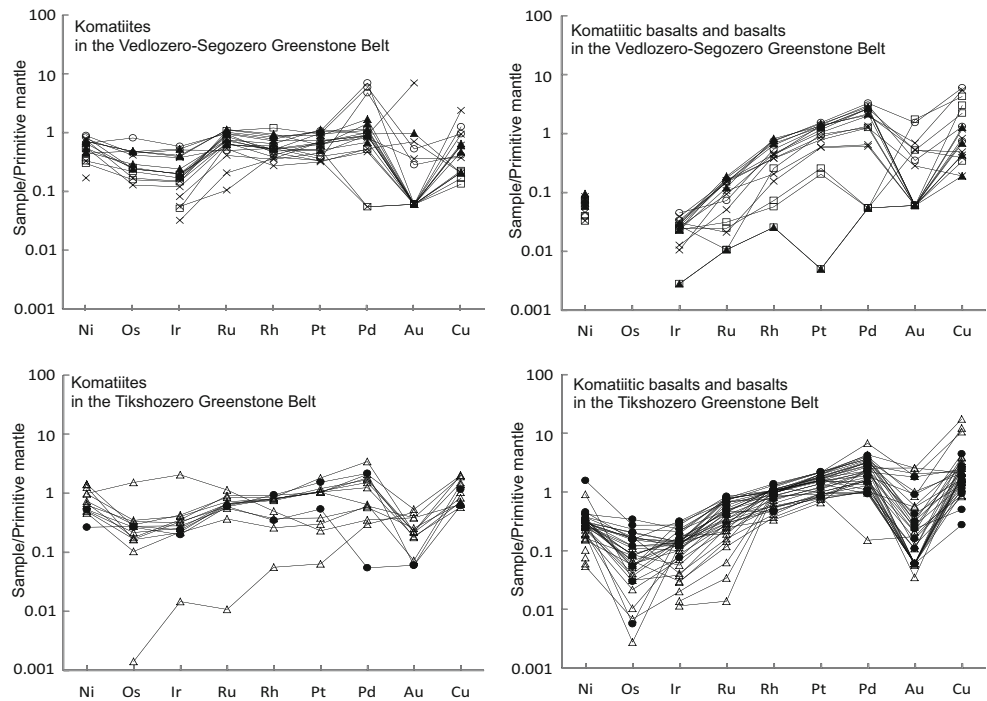 Komatiites
in the Vedlozero-Segozero Greenstone Belt
Sample/Primitive mantle
100
10
1
0.1
0.01
0.001
Ni Os Ir Ru Rh Pt Pd Au Cu
Komatiitic basalts and basalts
in the Vedlozero-Segozero Greenstone Belt
Sample/Primitive mantle
100
10
1
0.1
0.01
0.001
Ni Os Ir Ru Rh Pt Pd Au Cu
Komatiites
in the Tikshozero Greenstone Belt
Sample/Primitive mantle
100
10
1
0.1
0.01
0.001
Ni Os Ir Ru Rh Pt Pd Au Cu
Komatiitic basalts and basalts
in the Tikshozero Greenstone Belt
Sample/Primitive mantle
100
10
1
0.1
0.01
0.001
Ni Os Ir Ru Rh Pt Pd Au Cu